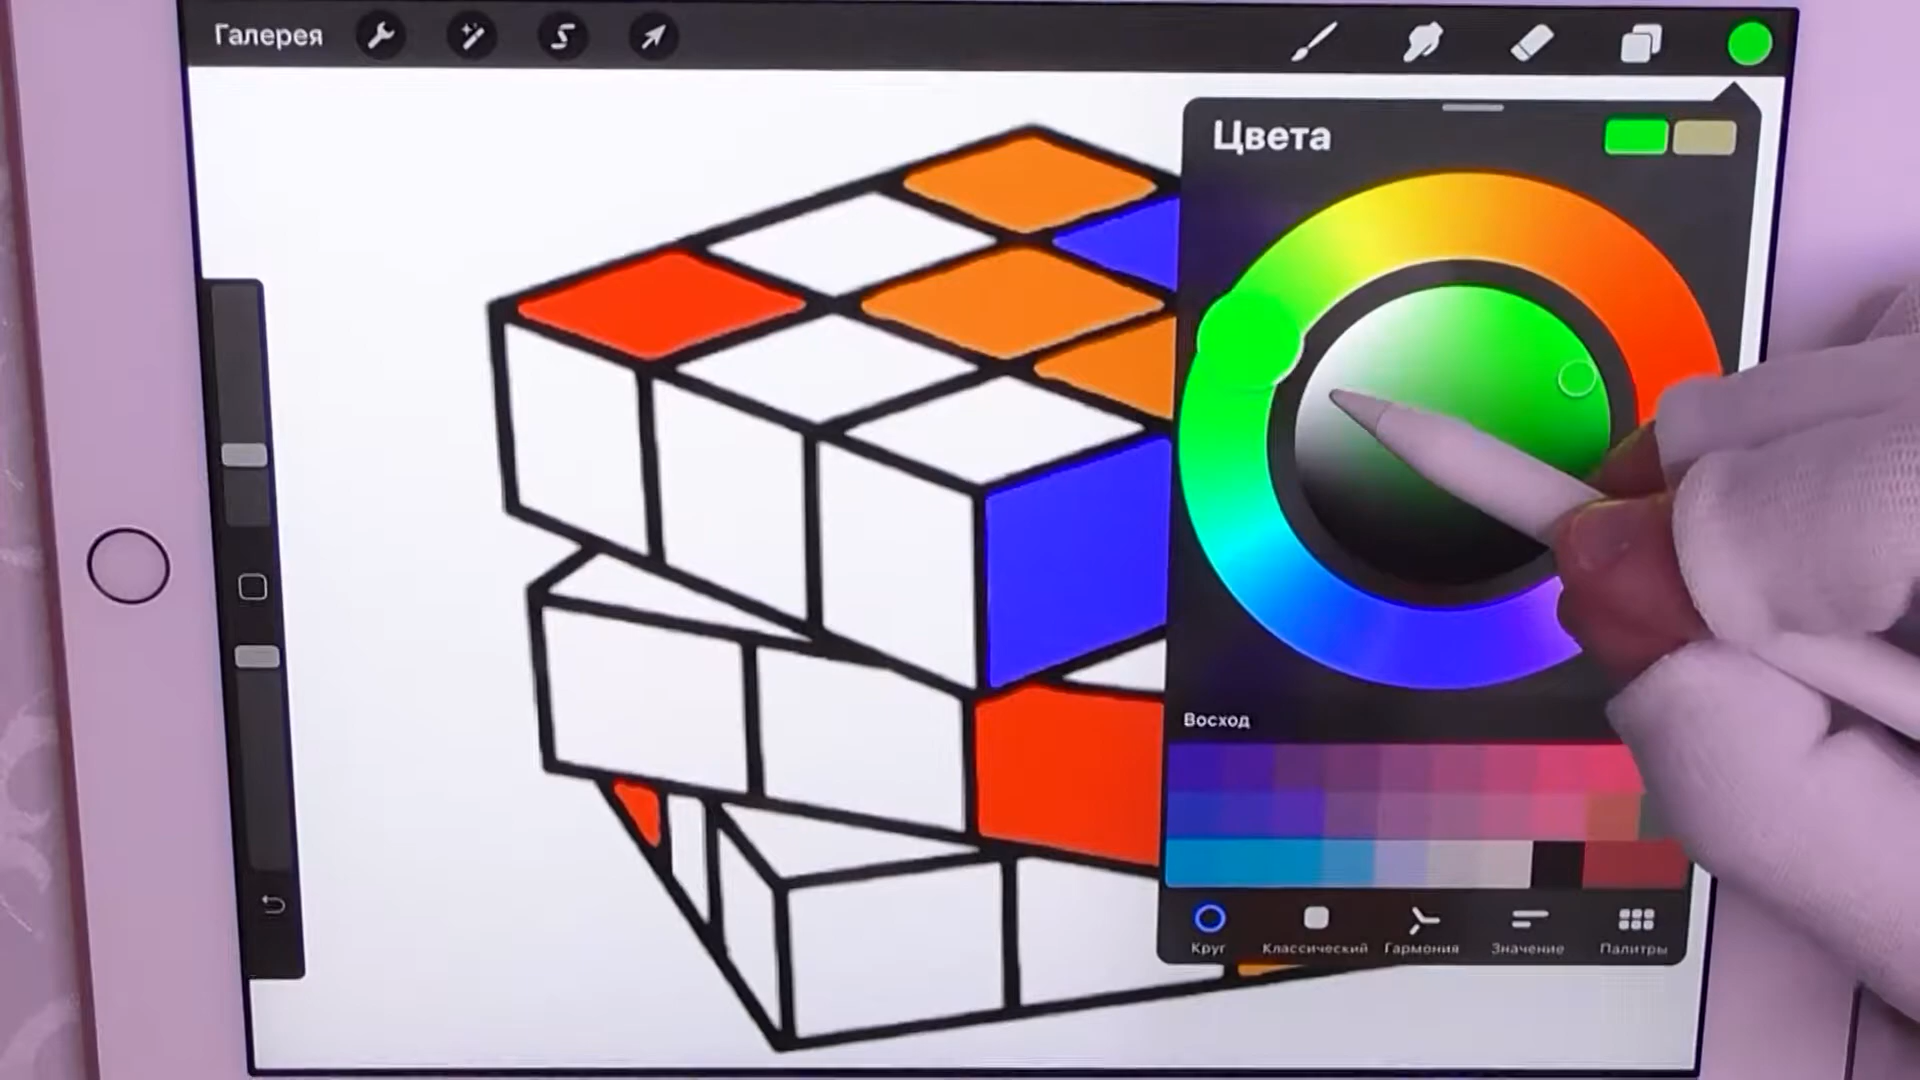 Галерея
Цвета
Восход
Круг
Классический
Гармония
Значение
Палитры